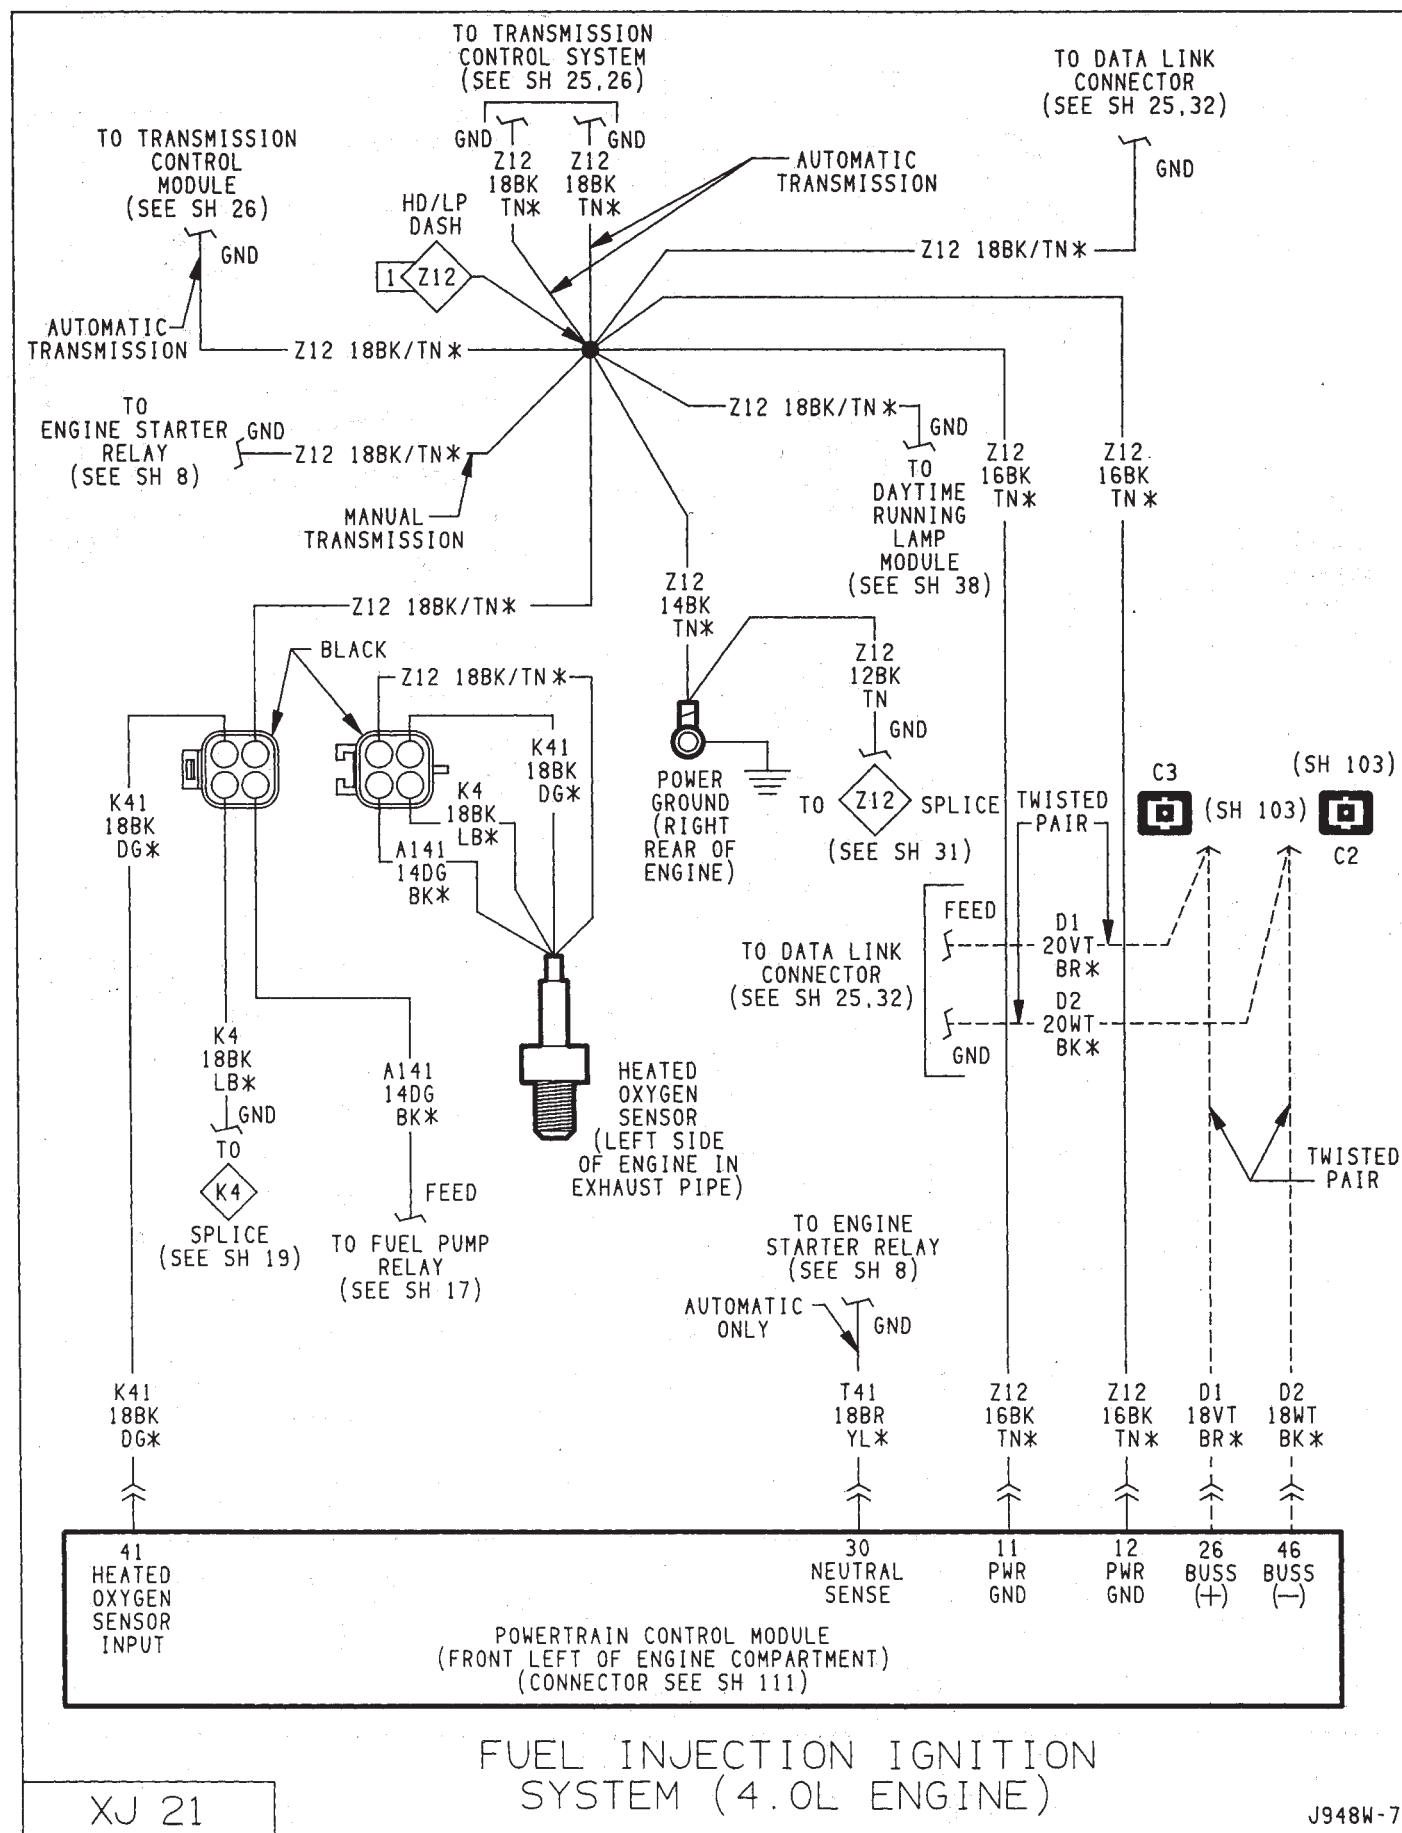 TO TRANSMISSION
CONTROL SYSTEM
(SEE SH 25,26)
TO DATA LINK
CONNECTOR
(SEE SH 25,32)
GND
GND
GND
TO TRANSMISSION
CONTROL
MODULE
(SEE SH 26)
GND
Z12
18BK
TN*
Z12
18BK
TN*
AUTOMATIC
TRANSMISSION
HD/LP
DASH
1
Z12
Z12 18BK/TN*
AUTOMATIC
TRANSMISSION
Z12 18BK/TN*
TO
ENGINE STARTER
RELAY
(SEE SH 8)
GND
Z12 18BK/TN*
MANUAL
TRANSMISSION
Z12 18BK/TN*
GND
TO
DAYTIME
RUNNING
LAMP
MODULE
(SEE SH 38)
Z12
16BK
TN*
Z12
16BK
TN*
Z12
14BK
TN*
Z12 18BK/TN*
BLACK
Z12 18BK/TN*
Z12
12BK
TN
GND
TO
Z12
SPLICE
(SEE SH 31)
K41
18BK
DG*
K41
18BK
DG*
K4
18BK
LB*
A141
14DG
BK*
POWER
GROUND
(RIGHT
REAR OF
ENGINE)
TWISTED
PAIR
C3
(SH 103)
(SH 103)
C2
TO DATA LINK
CONNECTOR
(SEE SH 25,32)
FEED
D1
20VT
BR*
D2
20WT
BK*
GND
K4
18BK
LB*
GND
TO
K4
SPLICE
(SEE SH 19)
A141
14DG
BK*
FEED
TO FUEL PUMP
RELAY
(SEE SH 17)
HEATED
OXYGEN
SENSOR
(LEFT SIDE
OF ENGINE IN
EXHAUST PIPE)
TWISTED
PAIR
TO ENGINE
STARTER RELAY
(SEE SH 8)
AUTOMATIC
ONLY
GND
K41
18BK
DG*
T41
18BR
YL*
Z12
16BK
TN*
Z12
16BK
TN*
D1
18VT
BR*
D2
18WT
BK*
41
HEATED
OXYGEN
SENSOR
INPUT
30
NEUTRAL
SENSE
11
PWR
GND
12
PWR
GND
26
BUSS
(+)
46
BUSS
(—)
POWERTRAIN CONTROL MODULE
(FRONT LEFT OF ENGINE COMPARTMENT)
(CONNECTOR SEE SH 111)
FUEL INJECTION IGNITION
SYSTEM (4.0L ENGINE)
XJ 21
J948W-7